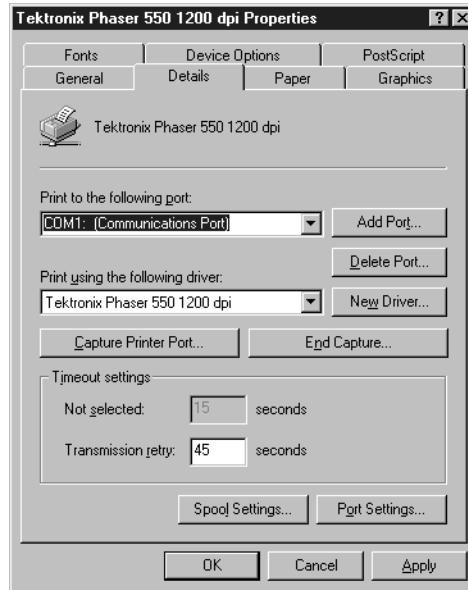 Tektronix Phaser 550 1200 dpi Properties ? ×
Fonts Device Options PostScript
General Details Paper Graphics
Tektronix Phaser 550 1200 dpi
Print to the following port:
COM1: (Communications Port) Add Port...
Delete Port...
Print using the following driver:
Tektronix Phaser 550 1200 dpi New Driver...
Capture Printer Port... End Capture...
Timeout settings
Not selected: 15 seconds
Transmission retry: 45 seconds
Spool Settings... Port Settings...
OK Cancel Apply